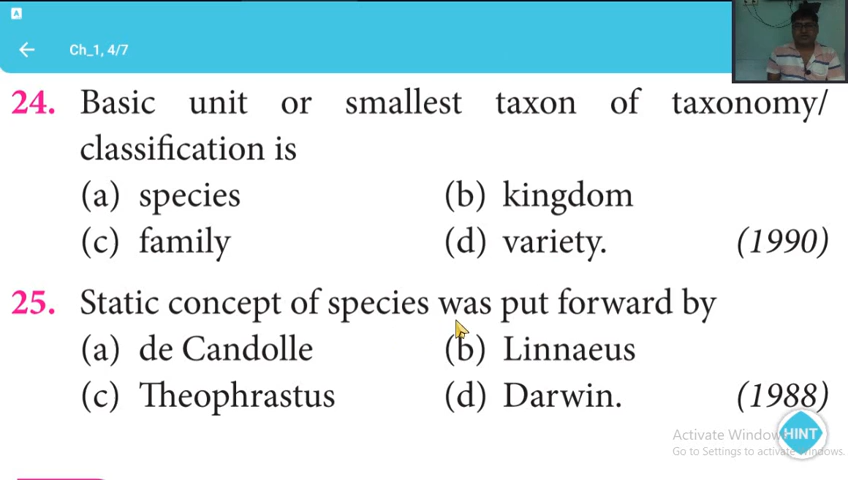 A
Ch_1, 4/7
24. Basic unit or smallest taxon of taxonomy/
classification is
(a) species (b) kingdom
(c) family (d) variety. (1990)
25. Static concept of species was put forward by
(a) de Candolle (b) Linnaeus
(c) Theophrastus (d) Darwin. (1988)
Activate Window HINT
Go to Settings to activate Windows.